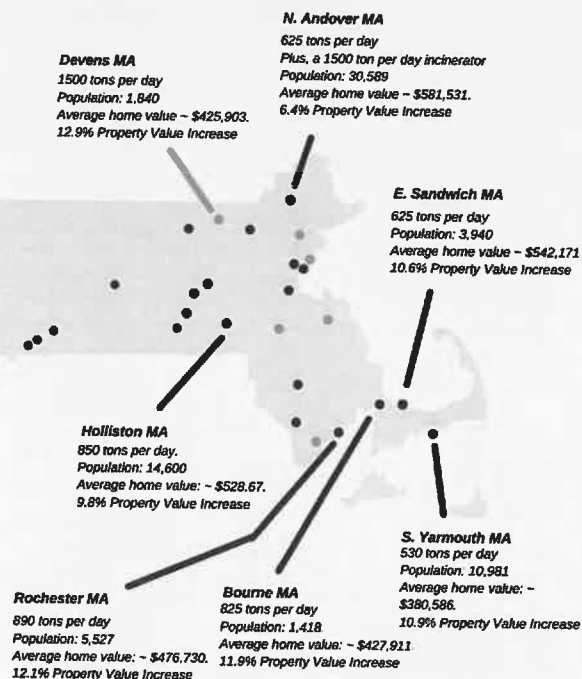 N. Andover MA
625 tons per day
Plus, a 1500 ton per day incinerator
Population: 30,589
Average home value ~ $581,531.
6.4% Property Value Increase
Devens MA
1500 tons per day
Population: 1,840
Average home value ~ $425,903.
12.9% Property Value Increase
E. Sandwich MA
625 tons per day
Population: 3,940
Average home value ~ $542,171
10.6% Property Value Increase
Holliston MA
850 tons per day.
Population: 14,600
Average home value: ~ $528.67.
9.8% Property Value Increase
S. Yarmouth MA
530 tons per day
Population: 10,981
Average home value: ~
$380,586.
10.9% Property Value Increase
Rochester MA
890 tons per day
Population: 5,527
Average home value: ~ $476,730.
12.1% Property Value Increase
Bourne MA
825 tons per day
Population: 1,418
Average home value: ~ $427,911
11.9% Property Value Increase